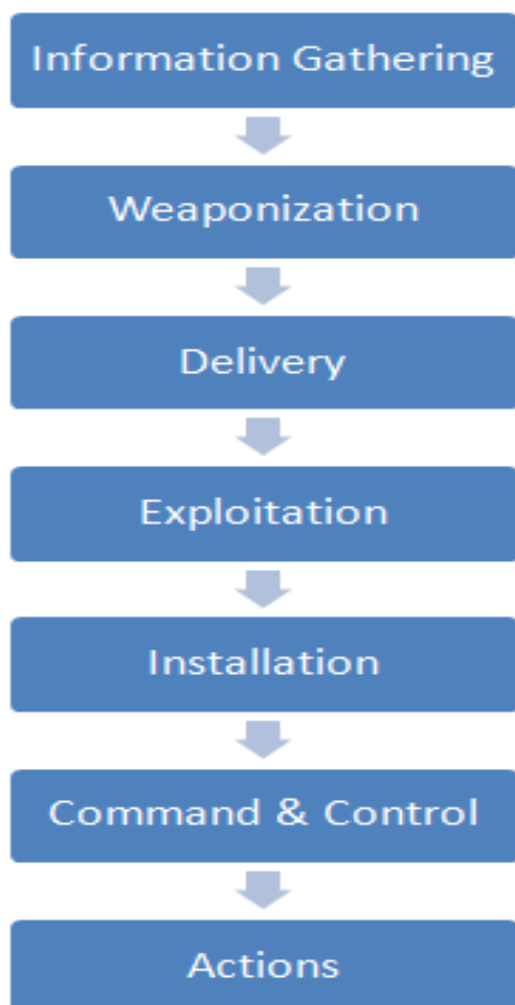 Information Gathering
Weaponization
Delivery
Exploitation
Installation
Command & Control
Actions